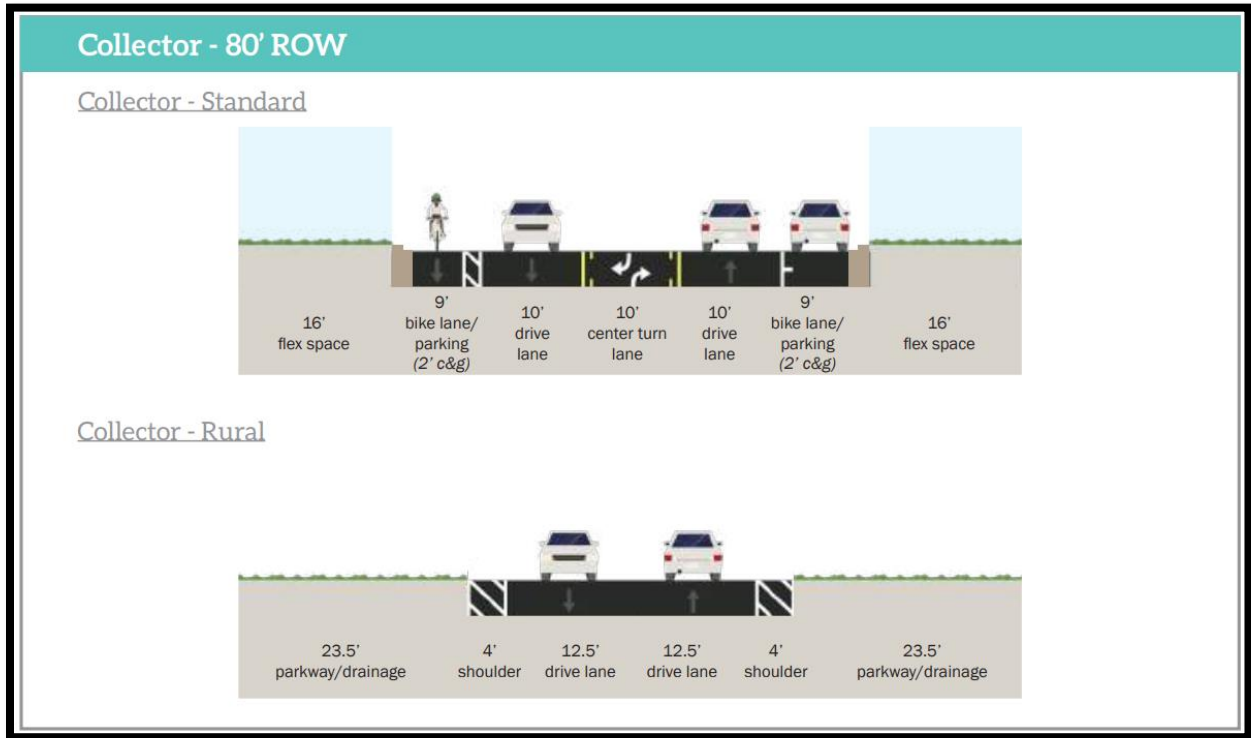 Collector - 80' ROW
Collector - Standard
16'
flex space
9'
bike lane/
parking
(2' c&g)
10'
drive
lane
10'
center turn
lane
10'
drive
lane
9'
bike lane/
parking
(2' c&g)
16'
flex space
Collector - Rural
23.5'
parkway/drainage
4'
shoulder
12.5'
drive lane
12.5'
drive lane
4'
shoulder
23.5'
parkway/drainage